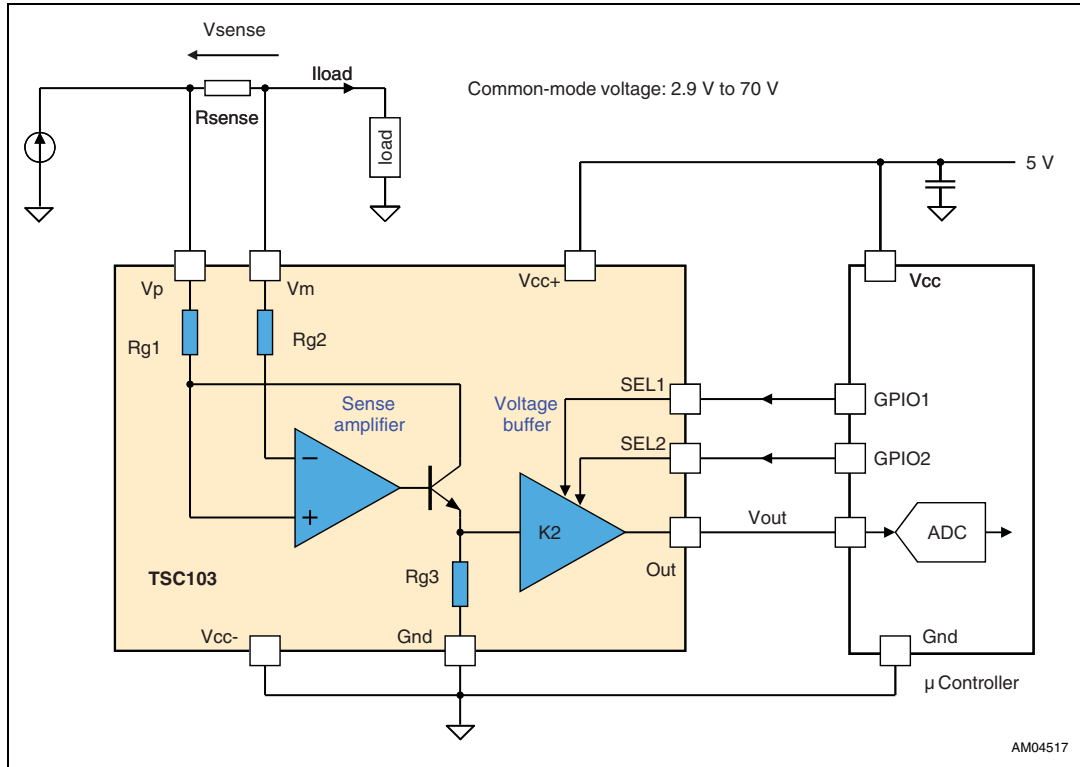 Vsense
Iload
Common-mode voltage: 2.9 V to 70 V
Rsense
load
5 V
Vp
Vm
Vcc+
Vcc
Rg1
Rg2
Sense
amplifier
Voltage
buffer
SEL1
GPIO1
SEL2
GPIO2
−
+
K2
Vout
ADC
Out
TSC103
Rg3
Vcc-
Gnd
Gnd
µ Controller
AM04517